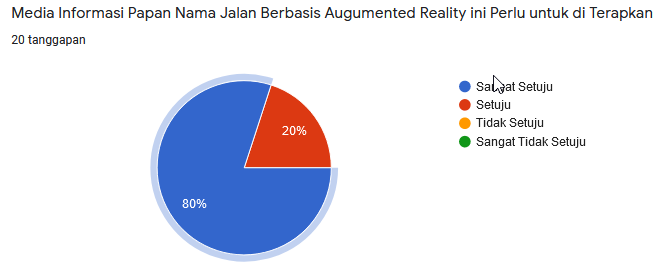 Media Informasi Papan Nama Jalan Berbasis Augumented Reality ini Perlu untuk di Terapkan
20 tanggapan
Sangat Setuju
Setuju
Tidak Setuju
Sangat Tidak Setuju
20%
80%